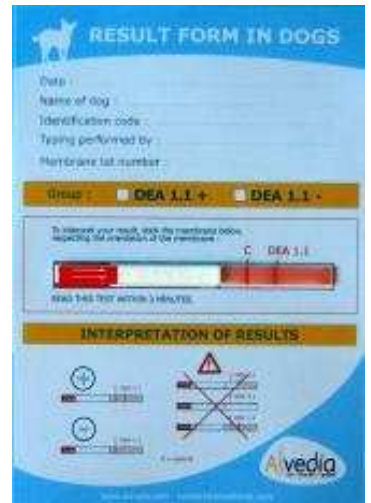 RESULT FORM IN DOGS
Date :
Name of dog :
Identification code :
Typing performed by :
Membrane lot number :
Group : DEA 1.1 + DEA 1.1 -
To interpret your result, stick the membrane below,
respecting the orientation of the membrane
C DEA 1.1
READ THIS TEST WITHIN 2 MINUTES
INTERPRETATION OF RESULTS
Alvedia